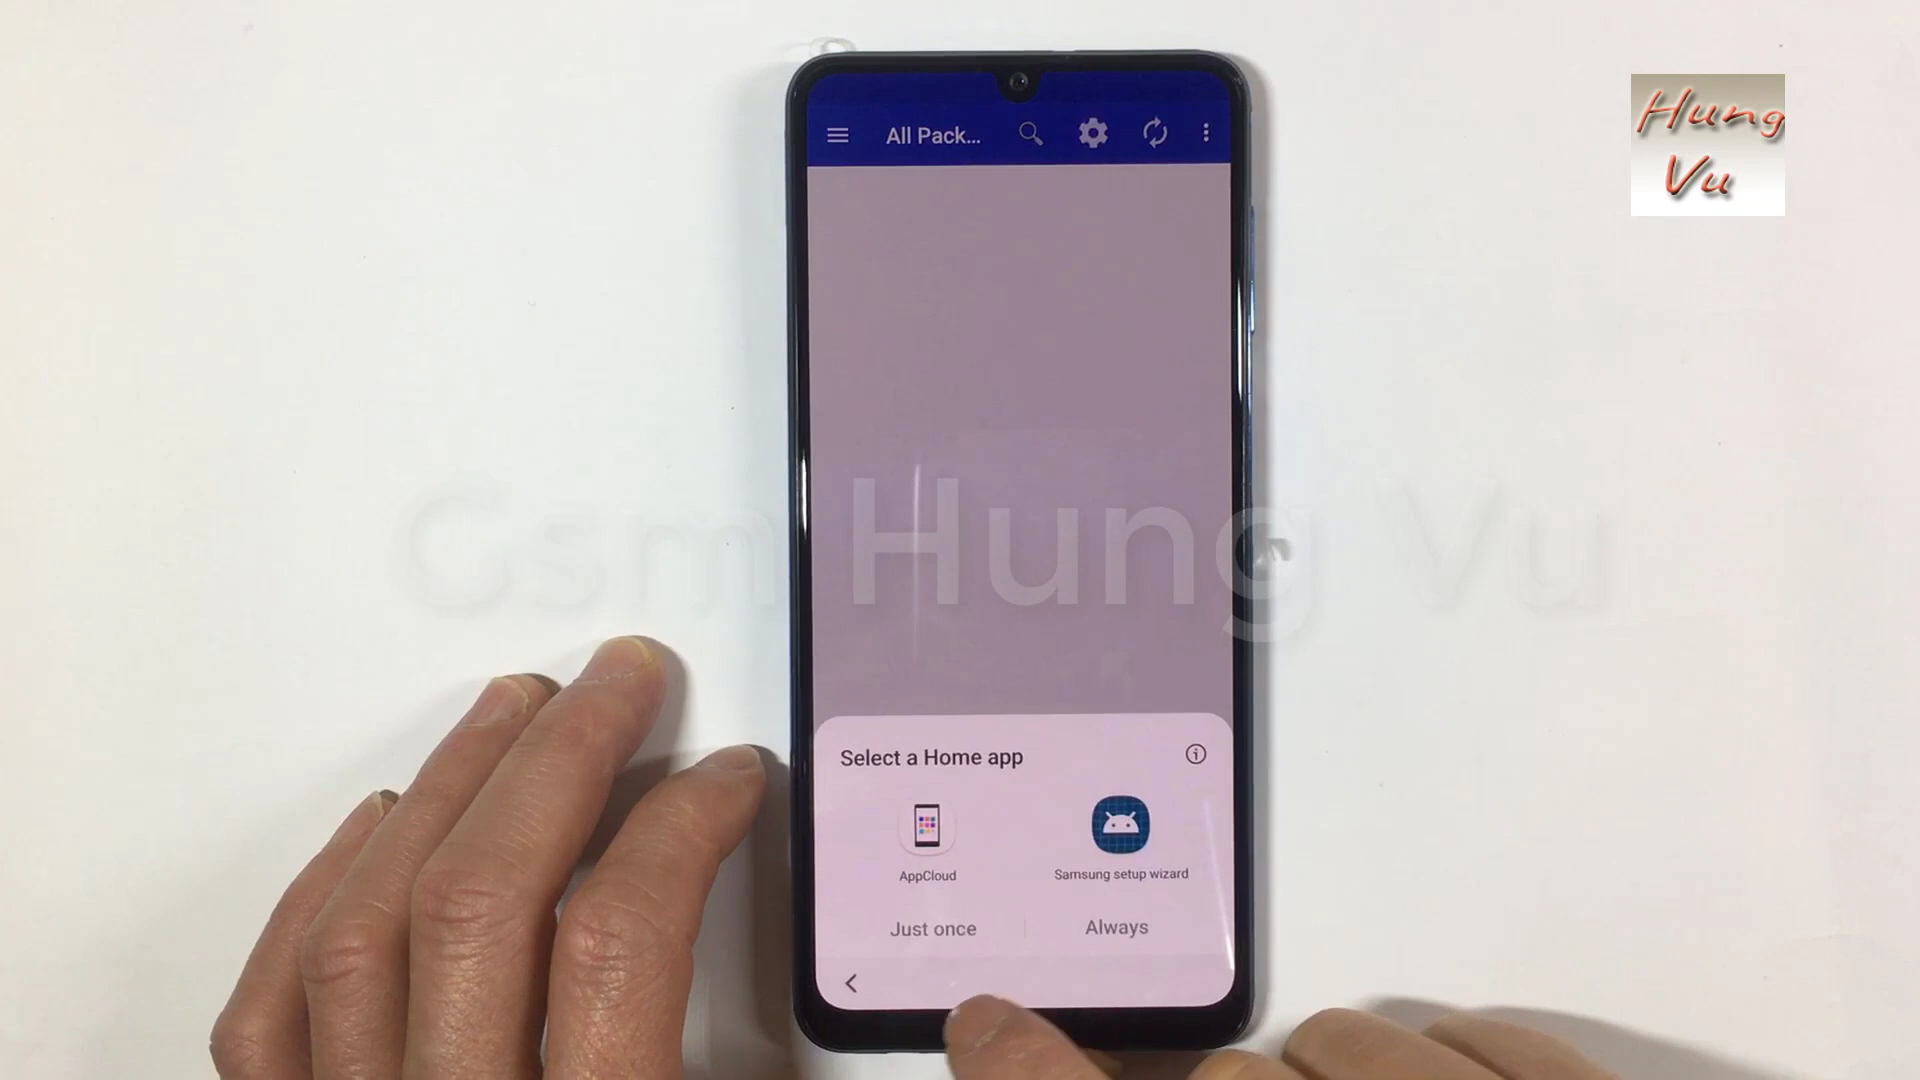 All Pack...
Hung
Vu
Gsm Hung Vu
Select a Home app
AppCloud
Samsung setup wizard
Just once
Always